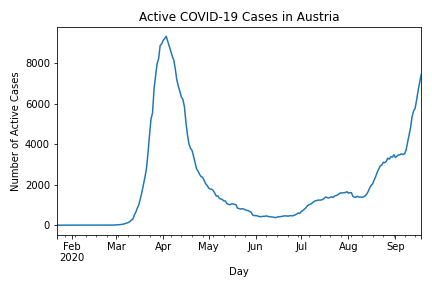 Active COVID-19 Cases in Austria
Number of Active Cases
8000
6000
4000
2000
0
Feb Mar Apr May Jun Jul Aug Sep
2020
Day